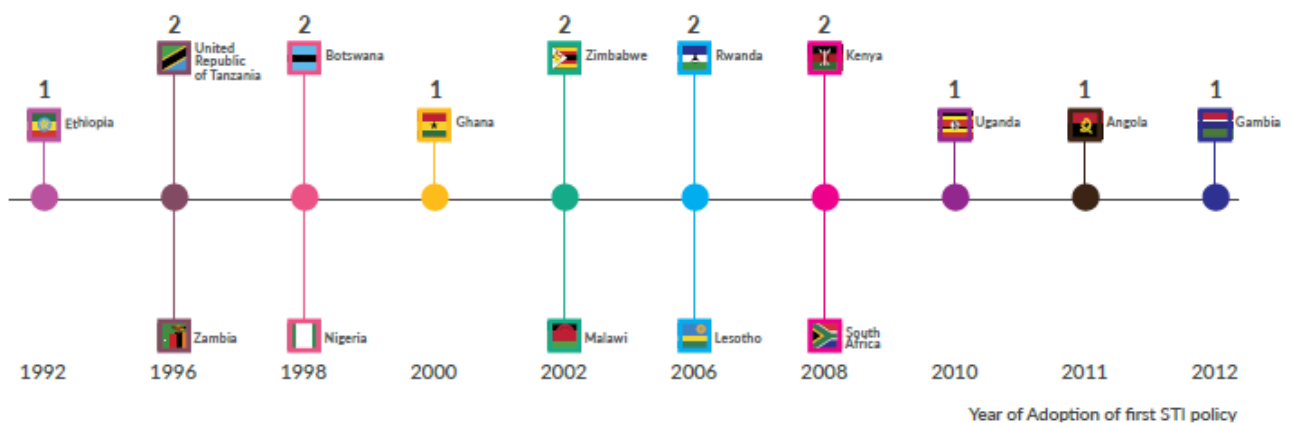 2 2 2 2 2
United
Republic
of Tanzania
Botswana
Zimbabwe
Rwanda
Kenya
1 1 1 1 1
Ethiopia
Ghana
Uganda
Angola
Gambia
Zambia
Nigeria
Malawi
Lesotho
South
Africa
1992 1996 1998 2000 2002 2006 2008 2010 2011 2012
Year of Adoption of first STI policy